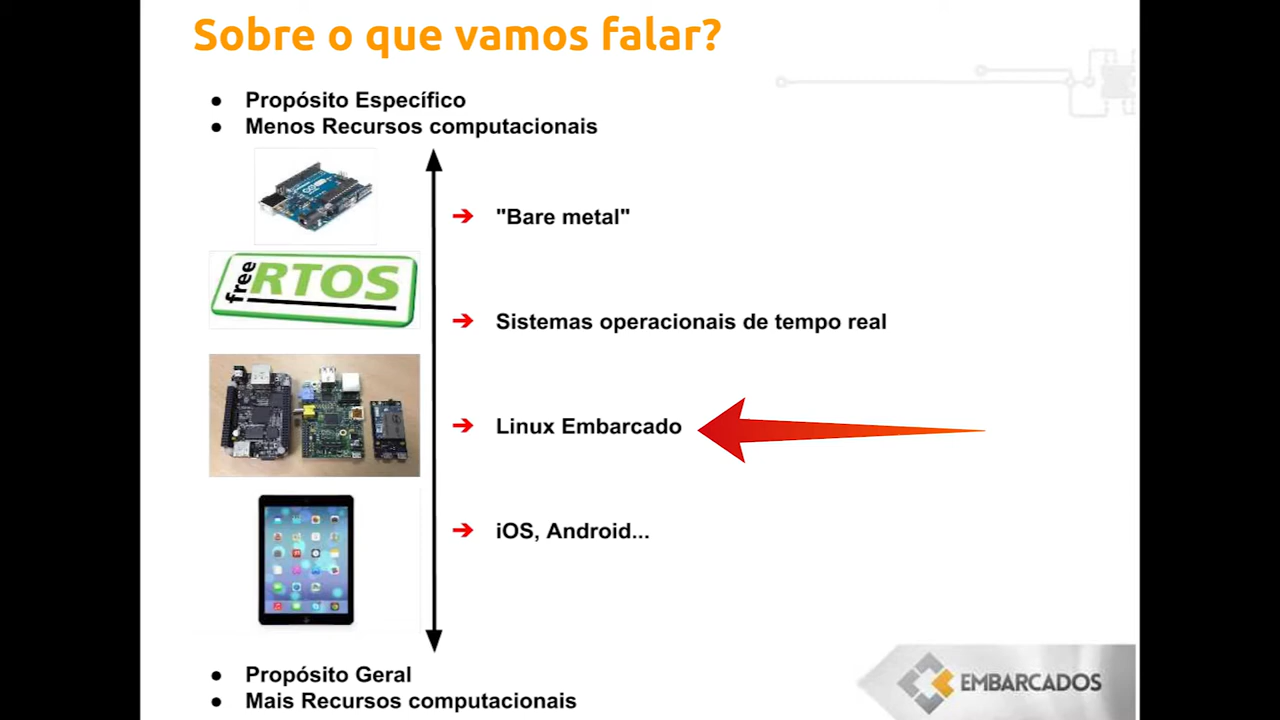 Sobre o que vamos falar?
● Propósito Específico
● Menos Recursos computacionais
"Bare metal"
free RTOS
Sistemas operacionais de tempo real
Linux Embarcado
iOS, Android...
● Propósito Geral
● Mais Recursos computacionais
EMBARCADOS